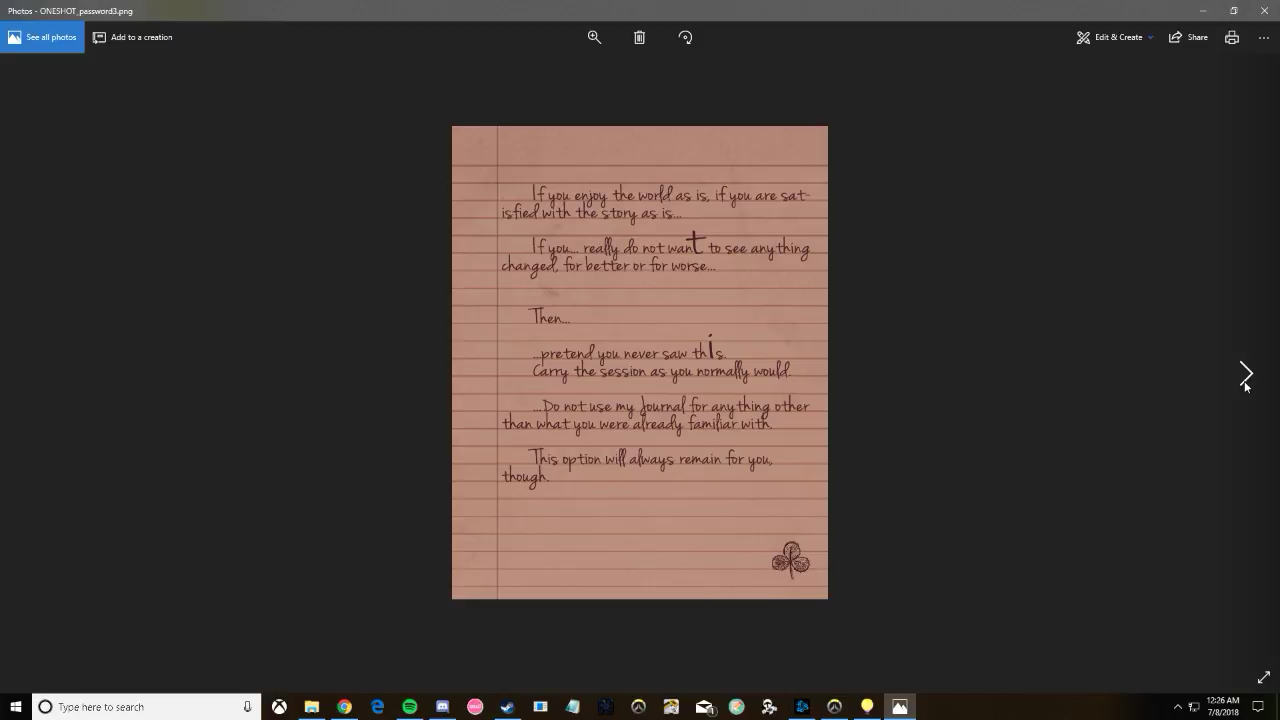 Photos - ONESHOT_password3.png
See all photos
Add to a creation
Edit & Create
Share
If you enjoy the world as is, if you are sat-
isfied with the story as is...
If you... really do not want to see anything
changed, for better or for worse...
Then...
...pretend you never saw this.
Carry the session as you normally would.
...Do not use my Journal for anything other
than what you were already familiar with.
This option will always remain for you,
though.
Type here to search
12:26 AM
7/8/2018